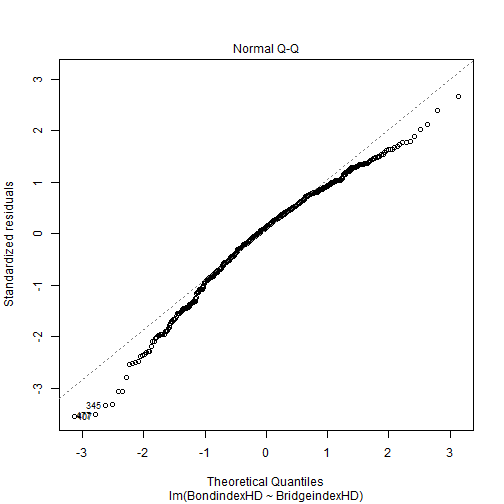 Normal Q-Q
Standardized residuals
3
2
1
0
-1
-2
-3
345
-3 -2 -1 0 1 2 3
Theoretical Quantiles
lm(BondindexHD ~ BridgeindexHD)